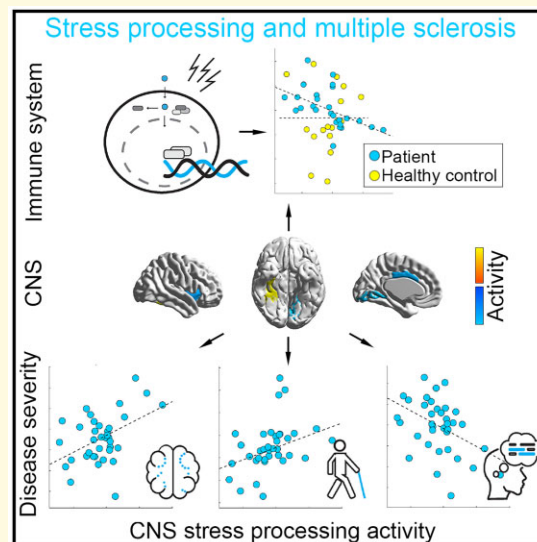 Stress processing and multiple sclerosis
Immune system
Patient
Healthy control
CNS
Activity
Disease severity
CNS stress processing activity